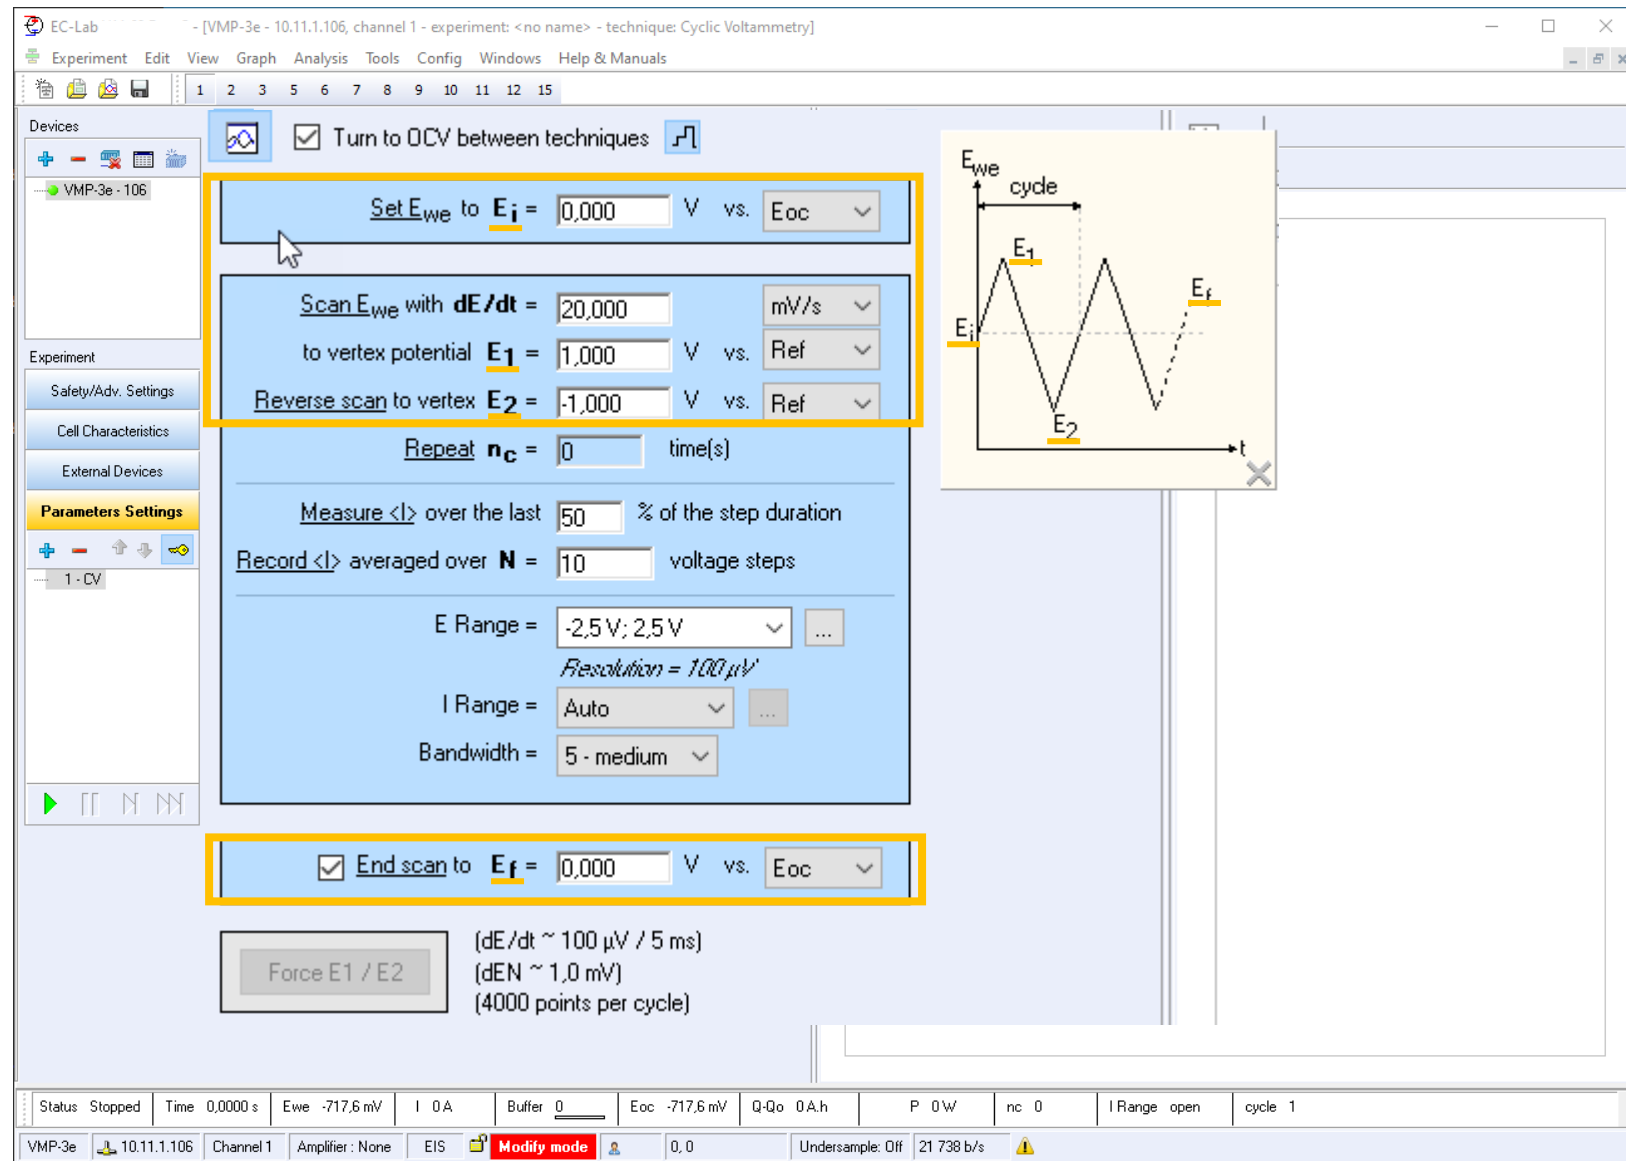 EC-Lab - [VMP-3e - 10.11.1.106, channel 1 - experiment: <no name> - technique: Cyclic Voltammetry]
Experiment Edit View Graph Analysis Tools Config Windows Help & Manuals
1 2 3 5 6 7 8 9 10 11 12 15
Devices
VMP-3e - 106
Experiment
Safety/Adv. Settings
Cell Characteristics
External Devices
Parameters Settings
1 - CV
Turn to OCV between techniques
Set Ewe to Ei = 0,000 V vs. Eoc
Scan Ewe with dE/dt = 20,000 mV/s
to vertex potential E1 = 1,000 V vs. Ref
Reverse scan to vertex E2 = -1,000 V vs. Ref
Repeat nc = 0 time(s)
Measure <I> over the last 50 % of the step duration
Record <I> averaged over N = 10 voltage steps
E Range = -2,5 V; 2,5 V ...
Resolution = 100 µV
I Range = Auto ...
Bandwidth = 5 - medium
End scan to Ef = 0,000 V vs. Eoc
Force E1 / E2
(dE/dt ~ 100 µV / 5 ms)
(dEN ~ 1,0 mV)
(4000 points per cycle)
Ewe
cycle
E1
Ef
Ei
E2
t
Status Stopped Time 0,0000 s Ewe -717,6 mV I 0 A Buffer 0 Eoc -717,6 mV Q-Qo 0 A.h P 0 W nc 0 I Range open cycle 1
VMP-3e 10.11.1.106 Channel 1 Amplifier : None EIS Modify mode 0, 0 Undersample: Off 21 738 b/s